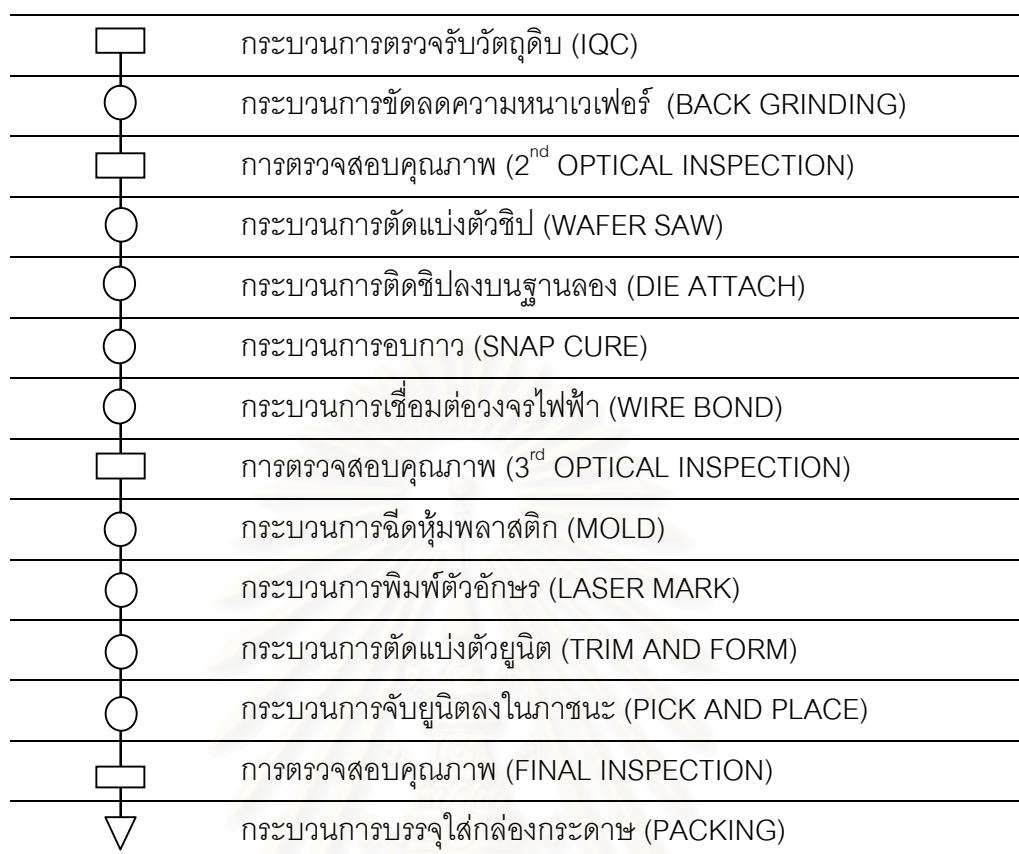 กระบวนการตรวจรับวัตถุดิบ (IQC)
กระบวนการขัดลดความหนาเวเฟอร์ (BACK GRINDING)
การตรวจสอบคุณภาพ (2nd OPTICAL INSPECTION)
กระบวนการตัดแบ่งตัวชิป (WAFER SAW)
กระบวนการติดชิปลงบนฐานลอง (DIE ATTACH)
กระบวนการอบกาว (SNAP CURE)
กระบวนการเชื่อมต่อวงจรไฟฟ้า (WIRE BOND)
การตรวจสอบคุณภาพ (3rd OPTICAL INSPECTION)
กระบวนการฉีดหุ้มพลาสติก (MOLD)
กระบวนการพิมพ์ตัวอักษร (LASER MARK)
กระบวนการตัดแบ่งตัวยูนิต (TRIM AND FORM)
กระบวนการจับยูนิตลงในภาชนะ (PICK AND PLACE)
การตรวจสอบคุณภาพ (FINAL INSPECTION)
กระบวนการบรรจุใส่กล่องกระดาษ (PACKING)